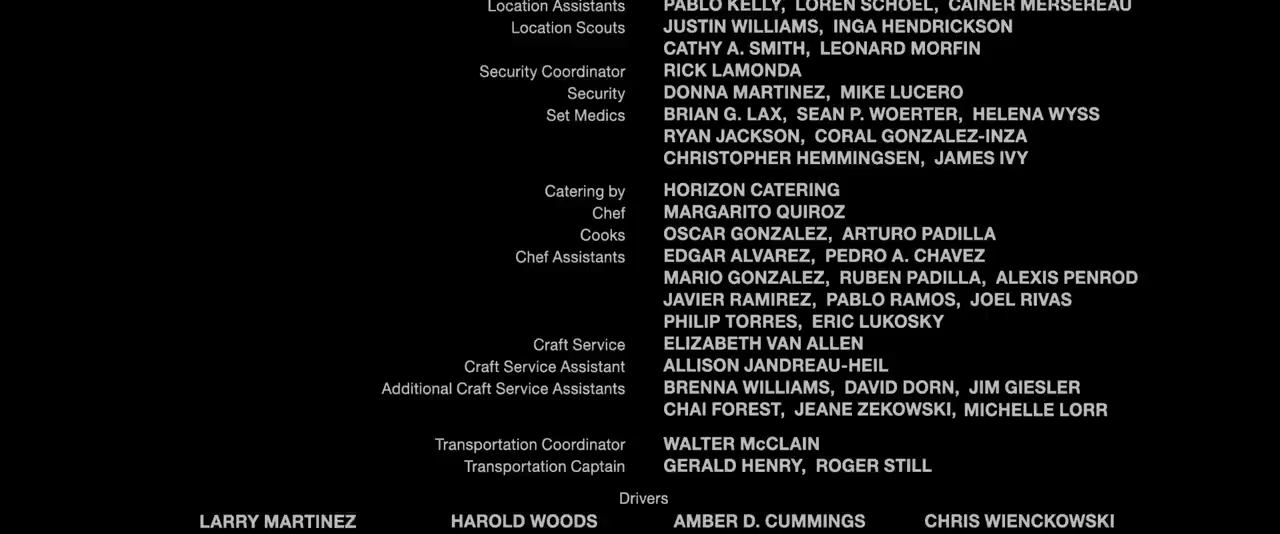 Location Assistants PABLO KELLY, LOREN SCHOEL, CAINER MERSEREAU
Location Scouts JUSTIN WILLIAMS, INGA HENDRICKSON
CATHY A. SMITH, LEONARD MORFIN
Security Coordinator RICK LAMONDA
Security DONNA MARTINEZ, MIKE LUCERO
Set Medics BRIAN G. LAX, SEAN P. WOERTER, HELENA WYSS
RYAN JACKSON, CORAL GONZALEZ-INZA
CHRISTOPHER HEMMINGSEN, JAMES IVY
Catering by HORIZON CATERING
Chef MARGARITO QUIROZ
Cooks OSCAR GONZALEZ, ARTURO PADILLA
Chef Assistants EDGAR ALVAREZ, PEDRO A. CHAVEZ
MARIO GONZALEZ, RUBEN PADILLA, ALEXIS PENROD
JAVIER RAMIREZ, PABLO RAMOS, JOEL RIVAS
PHILIP TORRES, ERIC LUKOSKY
Craft Service ELIZABETH VAN ALLEN
Craft Service Assistant ALLISON JANDREAU-HEIL
Additional Craft Service Assistants BRENNA WILLIAMS, DAVID DORN, JIM GIESLER
CHAI FOREST, JEANE ZEKOWSKI, MICHELLE LORR
Transportation Coordinator WALTER McCLAIN
Transportation Captain GERALD HENRY, ROGER STILL
Drivers
LARRY MARTINEZ HAROLD WOODS AMBER D. CUMMINGS CHRIS WIENCKOWSKI